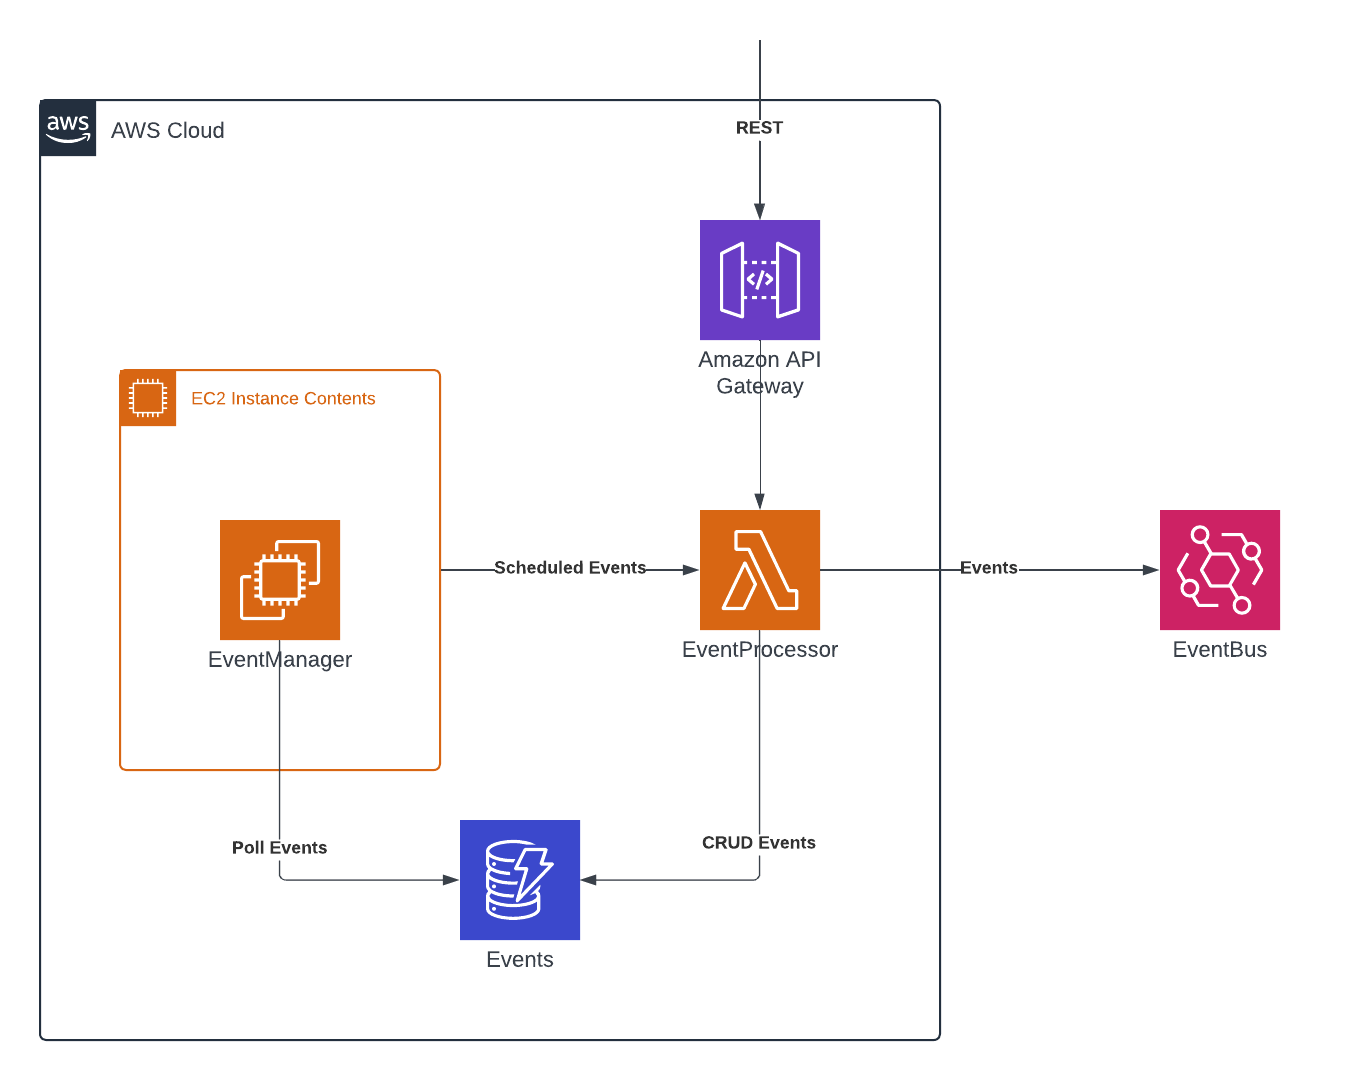 aws
AWS Cloud
REST
Amazon API
Gateway
EC2 Instance Contents
Scheduled Events
Events
EventManager
EventProcessor
EventBus
Poll Events
CRUD Events
Events